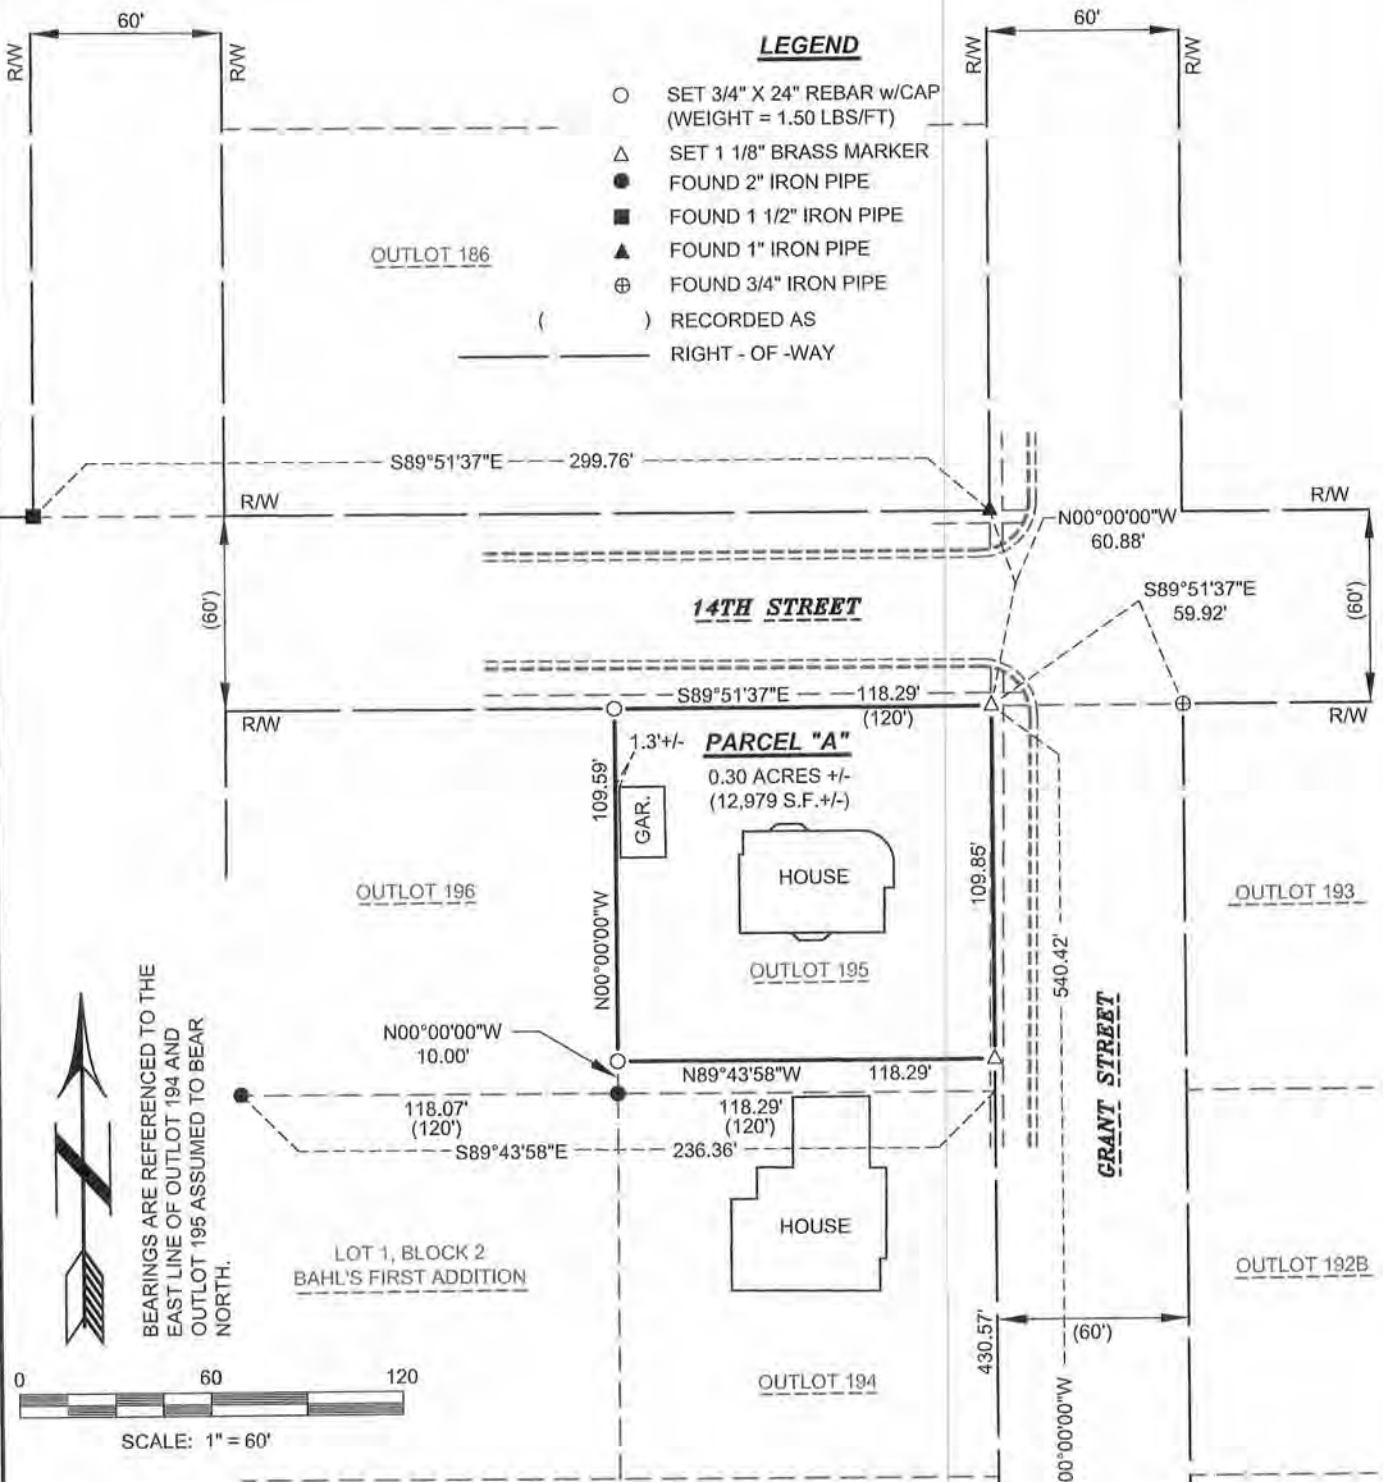 60'
60'
R/W
R/W
R/W
R/W
LEGEND
SET 3/4" X 24" REBAR w/CAP
(WEIGHT = 1.50 LBS/FT)
SET 1 1/8" BRASS MARKER
FOUND 2" IRON PIPE
FOUND 1 1/2" IRON PIPE
FOUND 1" IRON PIPE
FOUND 3/4" IRON PIPE
( ) RECORDED AS
RIGHT - OF -WAY
OUTLOT 186
S89°51'37"E 299.76'
R/W
R/W
N00°00'00"W
60.88'
S89°51'37"E
59.92'
(60')
(60')
14TH STREET
S89°51'37"E 118.29'
(120')
R/W
R/W
1.3'+/-
PARCEL "A"
0.30 ACRES +/-
(12,979 S.F.+/-)
109.59'
GAR.
HOUSE
109.85'
OUTLOT 196
OUTLOT 193
N00°00'00"W
OUTLOT 195
540.42'
GRANT STREET
N00°00'00"W
10.00'
N89°43'58"W 118.29'
118.07'
(120')
118.29'
(120')
S89°43'58"E 236.36'
HOUSE
BEARINGS ARE REFERENCED TO THE
EAST LINE OF OUTLOT 194 AND
OUTLOT 195 ASSUMED TO BEAR
NORTH.
N
LOT 1, BLOCK 2
BAHL'S FIRST ADDITION
OUTLOT 192B
430.57'
(60')
OUTLOT 194
00°00'00"W
0 60 120
SCALE: 1" = 60'